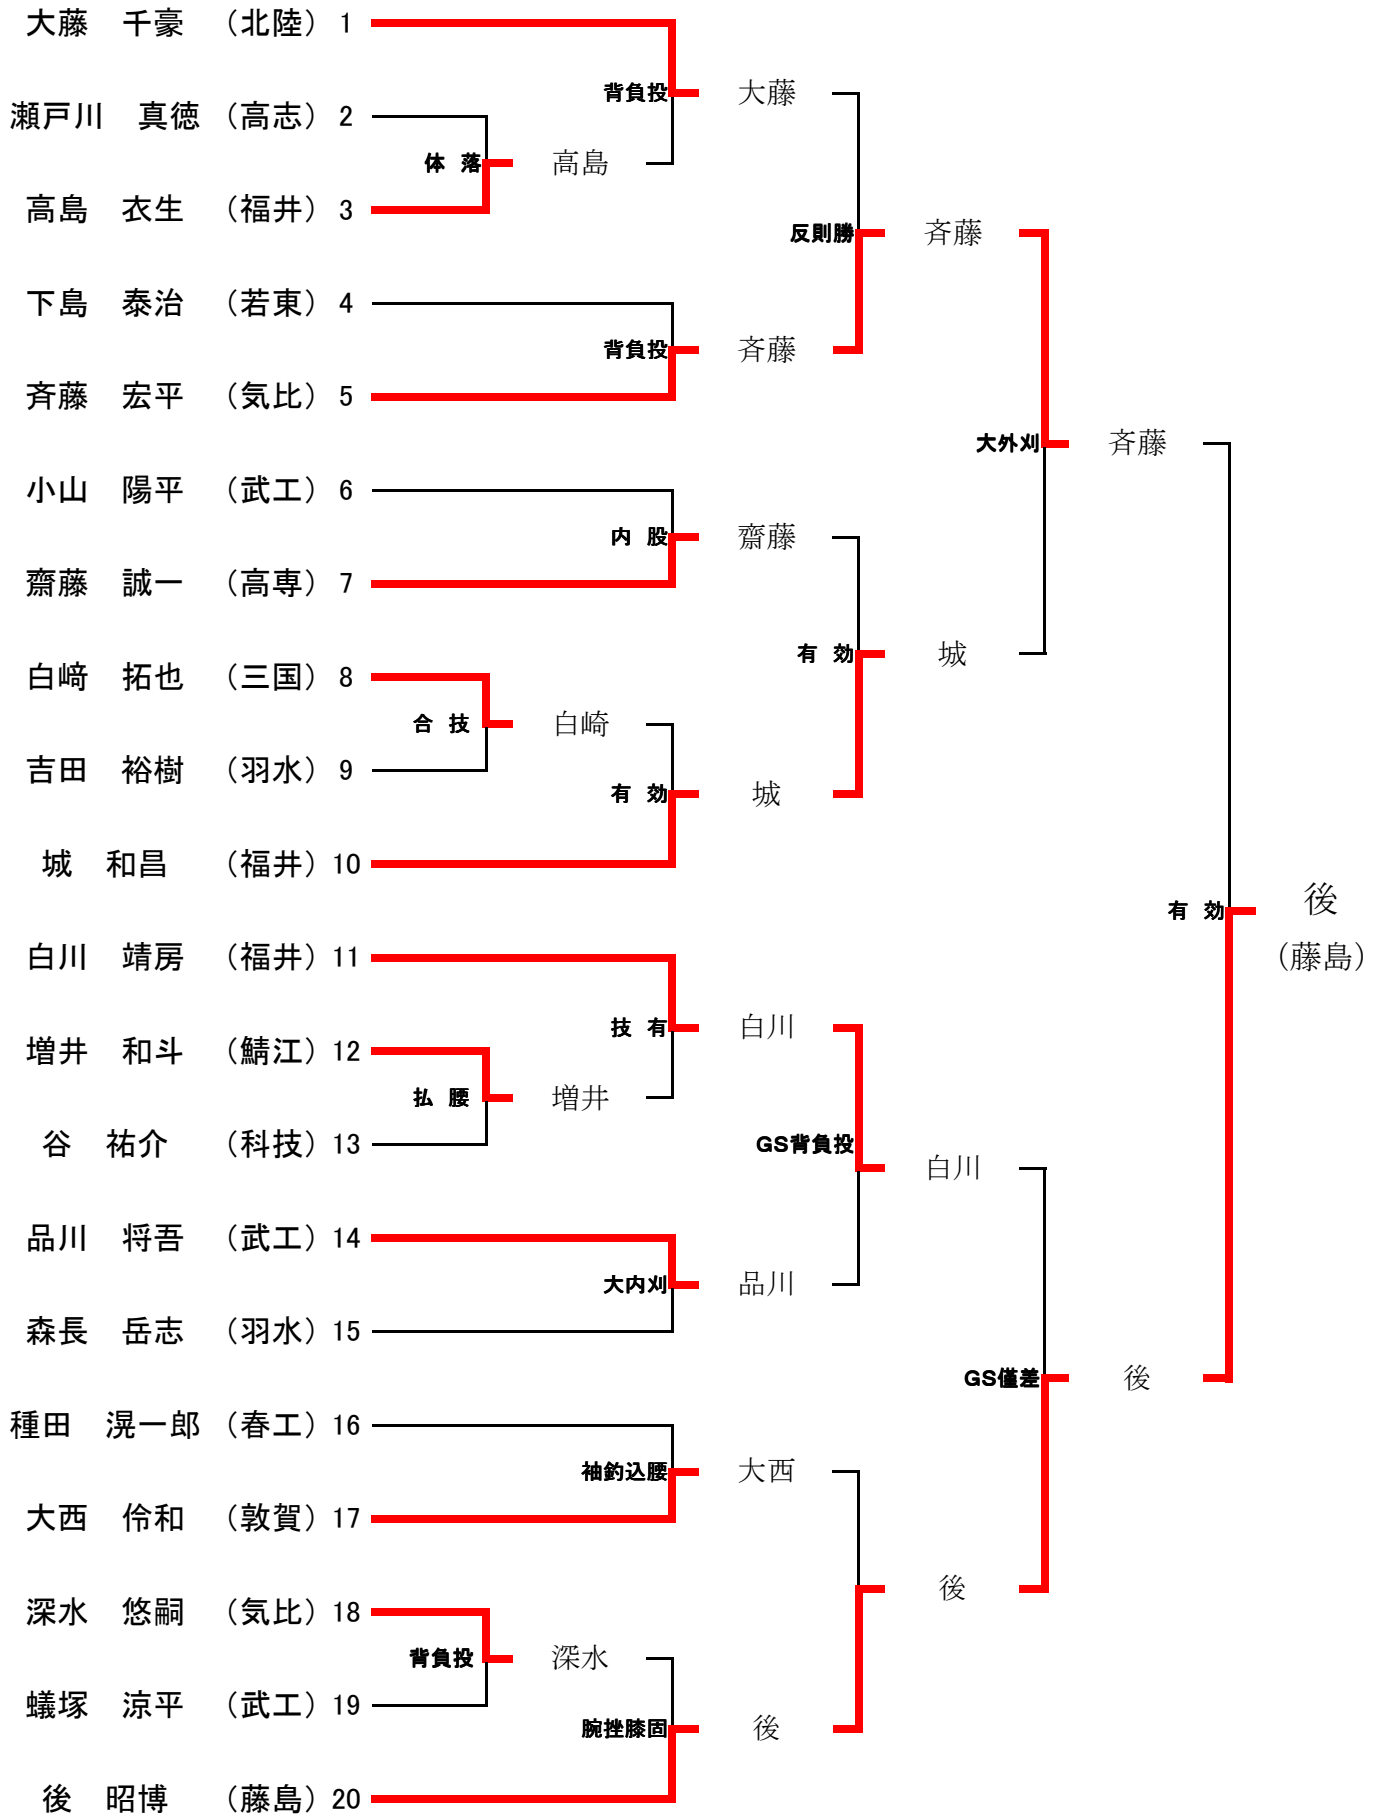 大藤　千豪　（北陸） 1
背負投　大藤
瀬戸川　真徳　（高志） 2
体 落　高島
高島　衣生　（福井） 3
反則勝　斉藤
下島　泰治　（若東） 4
背負投　斉藤
斉藤　宏平　（気比） 5
大外刈　斉藤
小山　陽平　（武工） 6
内 股　齋藤
齋藤　誠一　（高専） 7
有 効　城
白﨑　拓也　（三国） 8
合 技　白崎
吉田　裕樹　（羽水） 9
有 効　城
城　和昌　（福井） 10
有 効　後
（藤島）
白川　靖房　（福井） 11
技 有　白川
増井　和斗　（鯖江） 12
払 腰　増井
谷　祐介　（科技） 13
GS背負投　白川
品川　将吾　（武工） 14
大内刈　品川
森長　岳志　（羽水） 15
GS僅差　後
種田　滉一郎　（春工） 16
袖釣込腰　大西
大西　伶和　（敦賀） 17
後
深水　悠嗣　（気比） 18
背負投　深水
蟻塚　涼平　（武工） 19
腕挫膝固　後
後　昭博　（藤島） 20